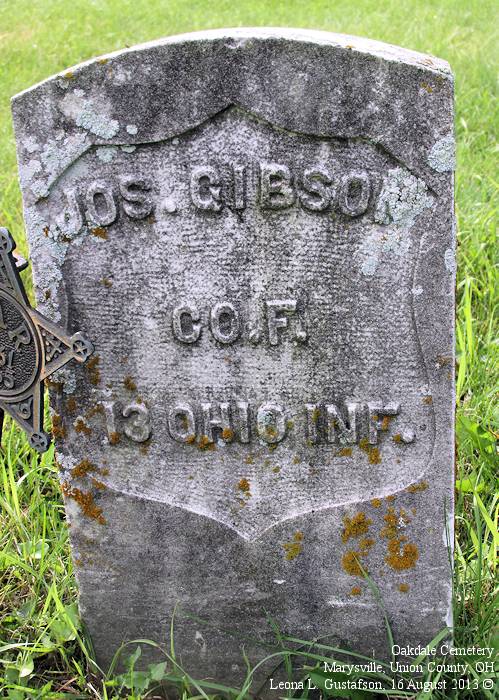 JOS. GIBSON
CO. F.
13 OHIO INF.
Oakdale Cemetery
Marysville, Union County, OH
Leona L. Gustafson, 16 August 2013 ©